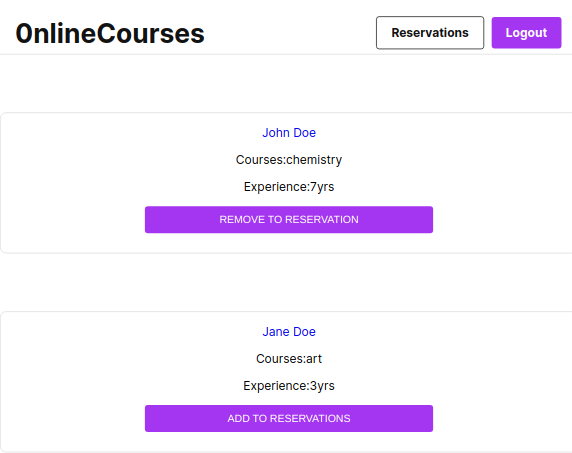 0nlineCourses
Reservations
Logout
John Doe
Courses:chemistry
Experience:7yrs
REMOVE TO RESERVATION
Jane Doe
Courses:art
Experience:3yrs
ADD TO RESERVATIONS